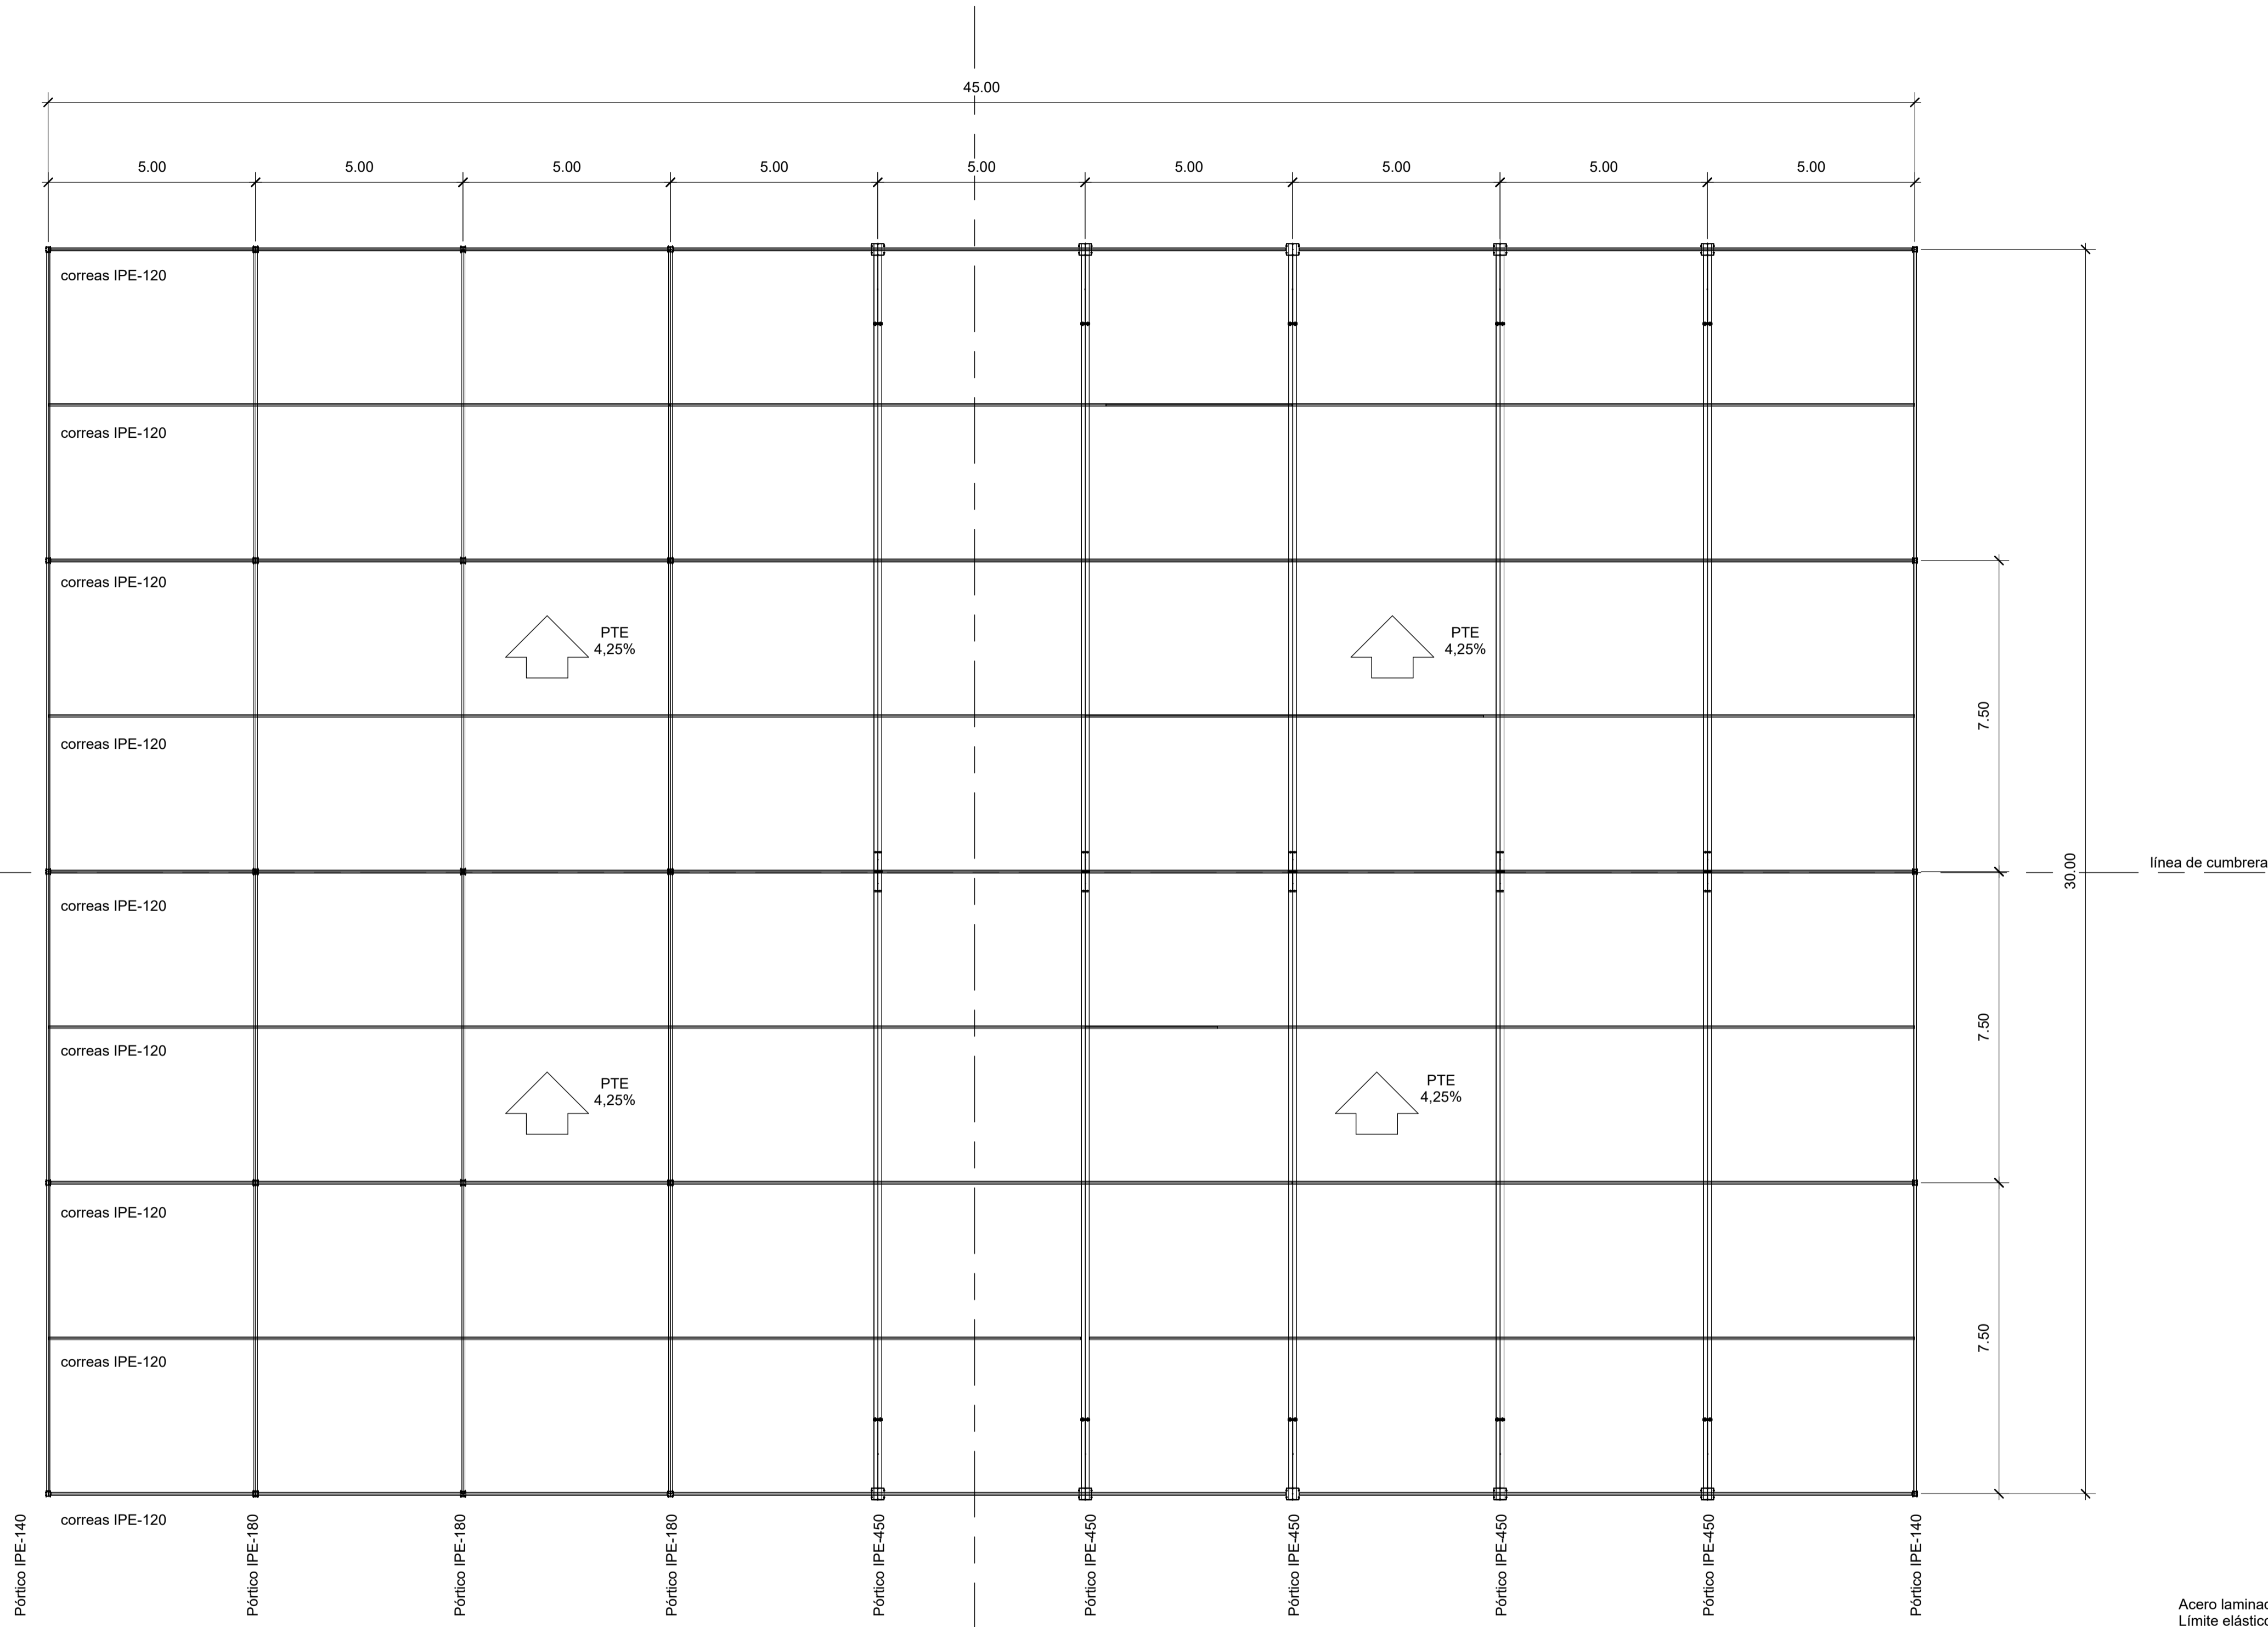 45.00
5.00
5.00
5.00
5.00
5.00
5.00
5.00
5.00
5.00
correas IPE-120
correas IPE-120
correas IPE-120
PTE
4,25%
PTE
4,25%
7.50
correas IPE-120
línea de cumbrera
30.00
correas IPE-120
7.50
correas IPE-120
PTE
4,25%
PTE
4,25%
correas IPE-120
7.50
correas IPE-120
correas IPE-120
Pórtico IPE-140
Pórtico IPE-180
Pórtico IPE-180
Pórtico IPE-180
Pórtico IPE-450
Pórtico IPE-450
Pórtico IPE-450
Pórtico IPE-450
Pórtico IPE-450
Pórtico IPE-140
Acero
Límite